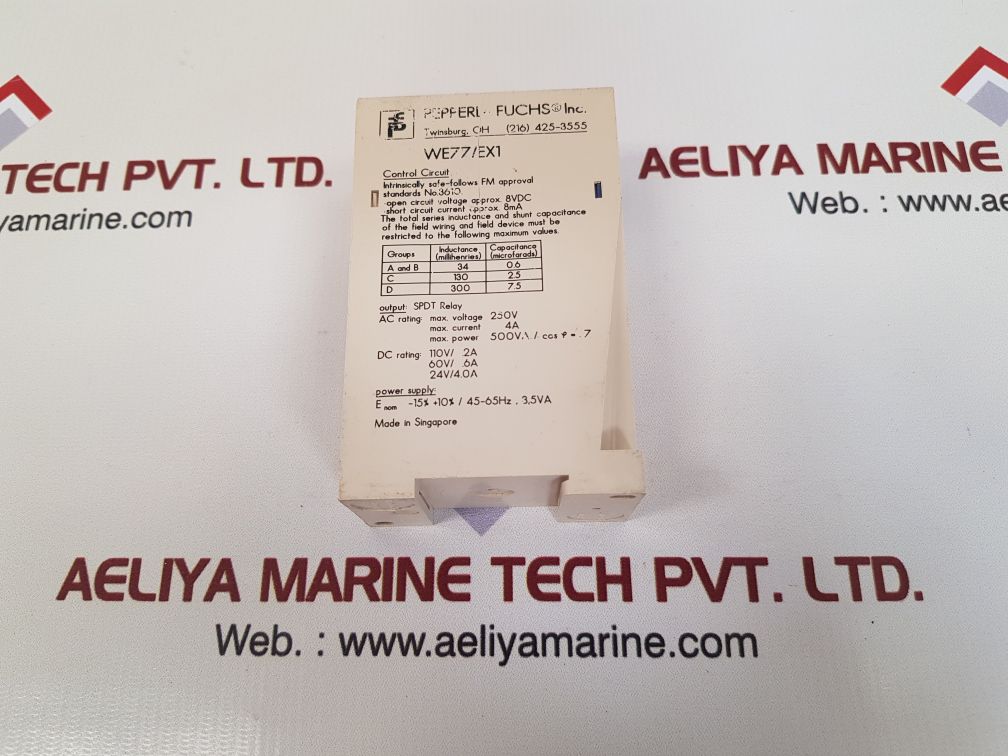 PEPPERL + FUCHS® Inc.
Twinsburg, OH (216) 425-3555
WE77/EX1
Control Circuit
Intrinsically safe-follows FM approval
standards No.3610
open circuit voltage approx. 8VDC
short circuit current approx. 8mA
The total series inductance and shunt capacitance
of the field wiring and field device must be
restricted to the following maximum values.
Groups Inductance (millihenries) Capacitance (microfarads)
A and B 34 0.6
C 130 2.5
D 300 7.5
output: SPDT Relay
AC rating: max. voltage 250V
max. current 4A
max. power 500VA / cos φ = .7
DC rating: 110V/ .2A
60V/ .6A
24V/4.0A
power supply:
E nom -15% +10% / 45-65Hz , 3,5VA
Made in Singapore
TECH PVT. LTD.
yamarine.com
AELIYA MARINE
Web. : www.ae
AELIYA MARINE TECH PVT. LTD.
Web. : www.aeliyamarine.com